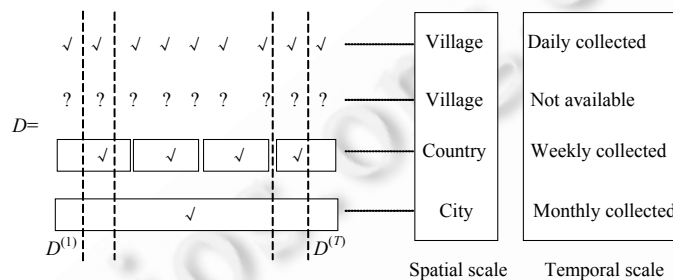 √ √ √ √ √ √ √ √ √ Village Daily collected
? ? ? ? ? ? ? ? ? Village Not available
D=
√ √ √ √ Country Weekly collected
√ City Monthly collected
D(1) D(T)
Spatial scale Temporal scale